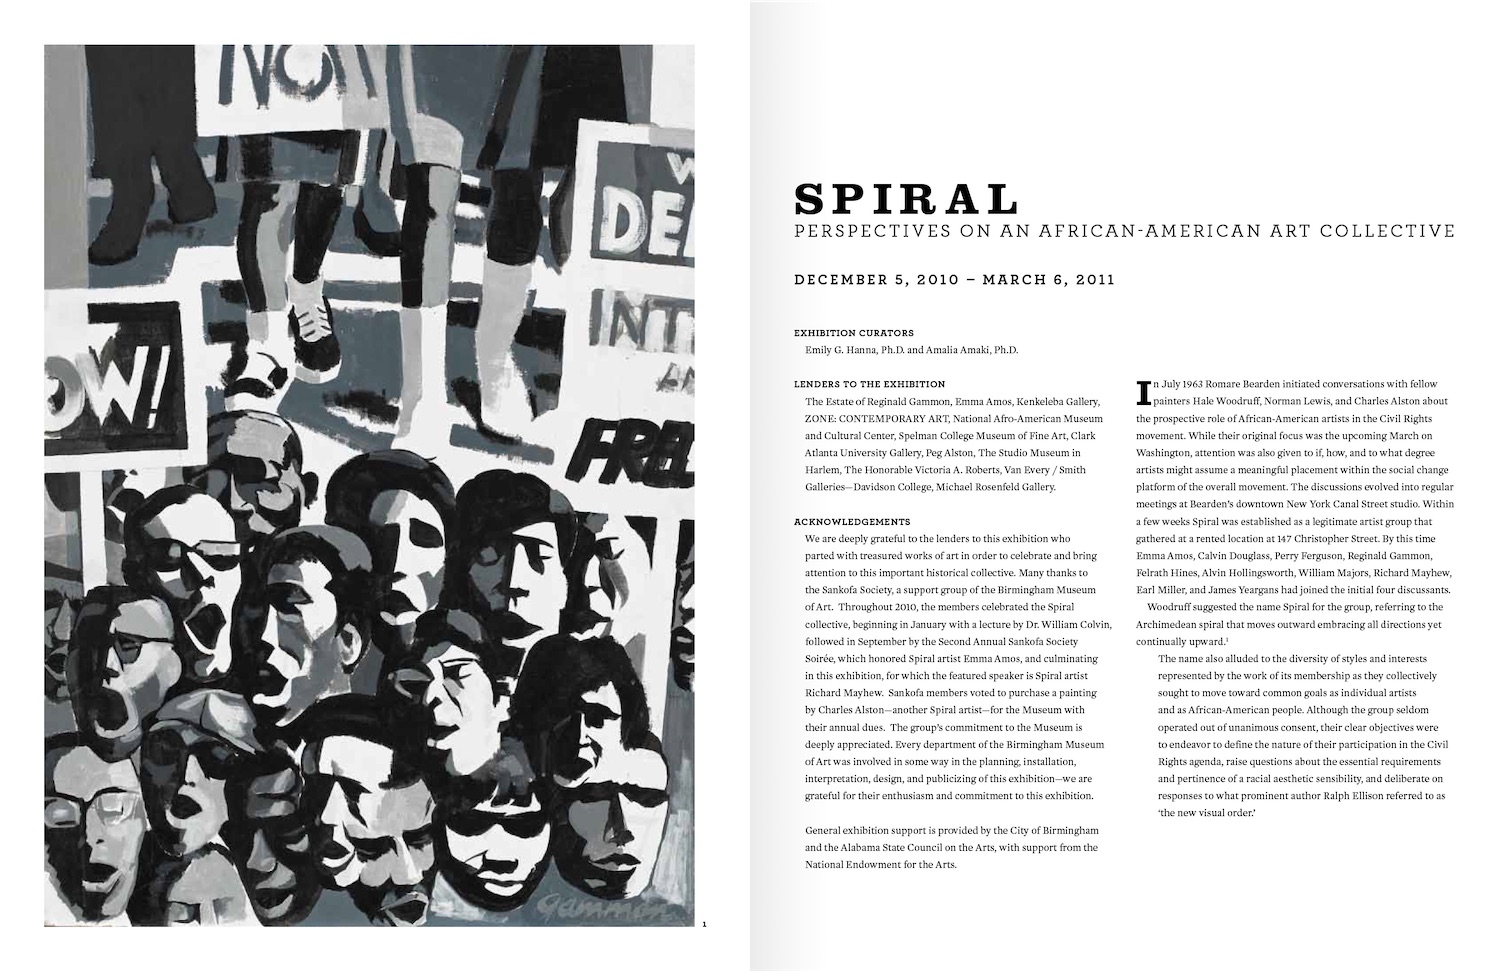 NO
W
DE
OW!
INT
AN
FREE
gammon
1
SPIRAL
PERSPECTIVES ON AN AFRICAN-AMERICAN ART COLLECTIVE
DECEMBER 5, 2010 – MARCH 6, 2011
EXHIBITION CURATORS
Emily G. Hanna, Ph.D. and Amalia Amaki, Ph.D.
LENDERS TO THE EXHIBITION
The Estate of Reginald Gammon, Emma Amos, Kenkeleba Gallery,
ZONE: CONTEMPORARY ART, National Afro-American Museum
and Cultural Center, Spelman College Museum of Fine Art, Clark
Atlanta University Gallery, Peg Alston, The Studio Museum in
Harlem, The Honorable Victoria A. Roberts, Van Every / Smith
Galleries—Davidson College, Michael Rosenfeld Gallery.
ACKNOWLEDGEMENTS
We are deeply grateful to the lenders to this exhibition who
parted with treasured works of art in order to celebrate and bring
attention to this important historical collective. Many thanks to
the Sankofa Society, a support group of the Birmingham Museum
of Art. Throughout 2010, the members celebrated the Spiral
collective, beginning in January with a lecture by Dr. William Colvin,
followed in September by the Second Annual Sankofa Society
Soirée, which honored Spiral artist Emma Amos, and culminating
in this exhibition, for which the featured speaker is Spiral artist
Richard Mayhew. Sankofa members voted to purchase a painting
by Charles Alston—another Spiral artist—for the Museum with
their annual dues. The group's commitment to the Museum is
deeply appreciated. Every department of the Birmingham Museum
of Art was involved in some way in the planning, installation,
interpretation, design, and publicizing of this exhibition—we are
grateful for their enthusiasm and commitment to this exhibition.
General exhibition support is provided by the City of Birmingham
and the Alabama State Council on the Arts, with support from the
National Endowment for the Arts.
In July 1963 Romare Bearden initiated conversations with fellow
painters Hale Woodruff, Norman Lewis, and Charles Alston about
the prospective role of African-American artists in the Civil Rights
movement. While their original focus was the upcoming March on
Washington, attention was also given to if, how, and to what degree
artists might assume a meaningful placement within the social change
platform of the overall movement. The discussions evolved into regular
meetings at Bearden's downtown New York Canal Street studio. Within
a few weeks Spiral was established as a legitimate artist group that
gathered at a rented location at 147 Christopher Street. By this time
Emma Amos, Calvin Douglass, Perry Ferguson, Reginald Gammon,
Felrath Hines, Alvin Hollingsworth, William Majors, Richard Mayhew,
Earl Miller, and James Yeargans had joined the initial four discussants.
Woodruff suggested the name Spiral for the group, referring to the
Archimedean spiral that moves outward embracing all directions yet
continually upward.¹
The name also alluded to the diversity of styles and interests
represented by the work of its membership as they collectively
sought to move toward common goals as individual artists
and as African-American people. Although the group seldom
operated out of unanimous consent, their clear objectives were
to endeavor to define the nature of their participation in the Civil
Rights agenda, raise questions about the essential requirements
and pertinence of a racial aesthetic sensibility, and deliberate on
responses to what prominent author Ralph Ellison referred to as
‘the new visual order.’